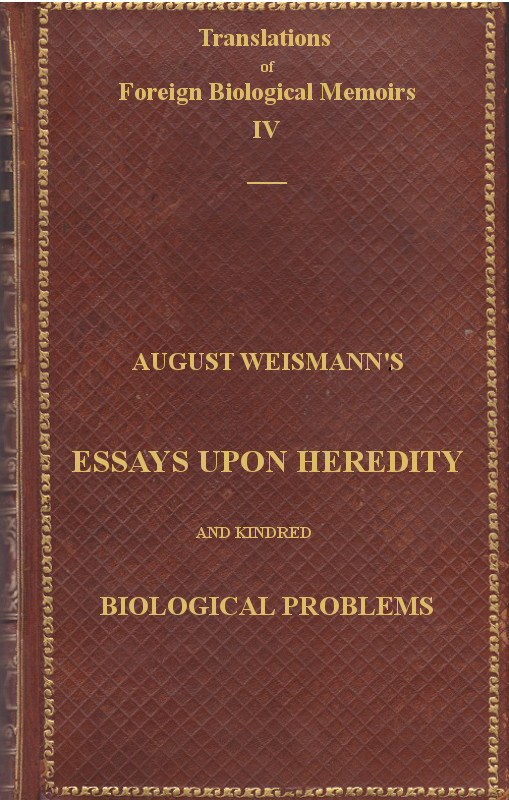 Translations
of
Foreign Biological Memoirs
IV
AUGUST WEISMANN'S
ESSAYS UPON HEREDITY
AND KINDRED
BIOLOGICAL PROBLEMS